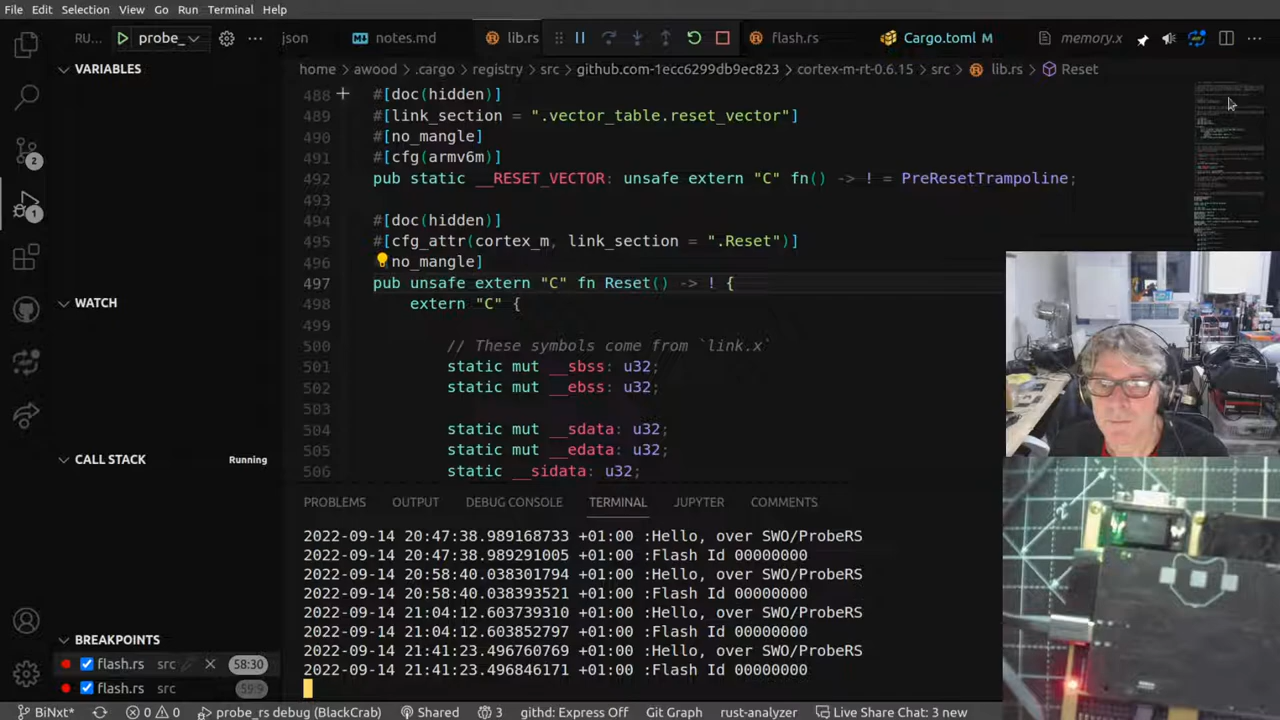 File Edit Selection View Go Run Terminal Help
RU... probe_ ... json notes.md lib.rs flash.rs Cargo.toml M memory.x
home > awood > .cargo > registry > src > github.com-1ecc6299db9ec823 > cortex-m-rt-0.6.15 > src > lib.rs > Reset
VARIABLES
WATCH
CALL STACK Running
BREAKPOINTS
flash.rs src 58:30
flash.rs src 59:9
2
1
488 #[doc(hidden)]
489 #[link_section = ".vector_table.reset_vector"]
490 #[no_mangle]
491 #[cfg(armv6m)]
492 pub static __RESET_VECTOR: unsafe extern "C" fn() -> ! = PreResetTrampoline;
493
494 #[doc(hidden)]
495 #[cfg_attr(cortex_m, link_section = ".Reset")]
496 no_mangle]
497 pub unsafe extern "C" fn Reset() -> ! {
498 extern "C" {
499
500 // These symbols come from `link.x`
501 static mut __sbss: u32;
502 static mut __ebss: u32;
503
504 static mut __sdata: u32;
505 static mut __edata: u32;
506 static __sidata: u32;
PROBLEMS OUTPUT DEBUG CONSOLE TERMINAL JUPYTER COMMENTS
2022-09-14 20:47:38.989168733 +01:00 :Hello, over SWO/ProbeRS
2022-09-14 20:47:38.989291005 +01:00 :Flash Id 00000000
2022-09-14 20:58:40.038301794 +01:00 :Hello, over SWO/ProbeRS
2022-09-14 20:58:40.038393521 +01:00 :Flash Id 00000000
2022-09-14 21:04:12.603739310 +01:00 :Hello, over SWO/ProbeRS
2022-09-14 21:04:12.603852797 +01:00 :Flash Id 00000000
2022-09-14 21:41:23.496760769 +01:00 :Hello, over SWO/ProbeRS
2022-09-14 21:41:23.496846171 +01:00 :Flash Id 00000000
BiNxt* 0 0 probe_rs debug (BlackCrab) Shared 3 githd: Express Off Git Graph rust-analyzer Live Share Chat: 3 new